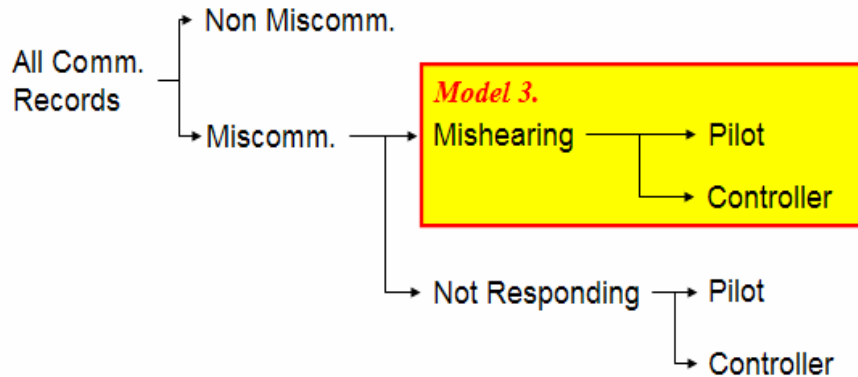 Non Miscomm.
All Comm.
Records
Model 3.
Miscomm.
Mishearing
Pilot
Controller
Not Responding
Pilot
Controller